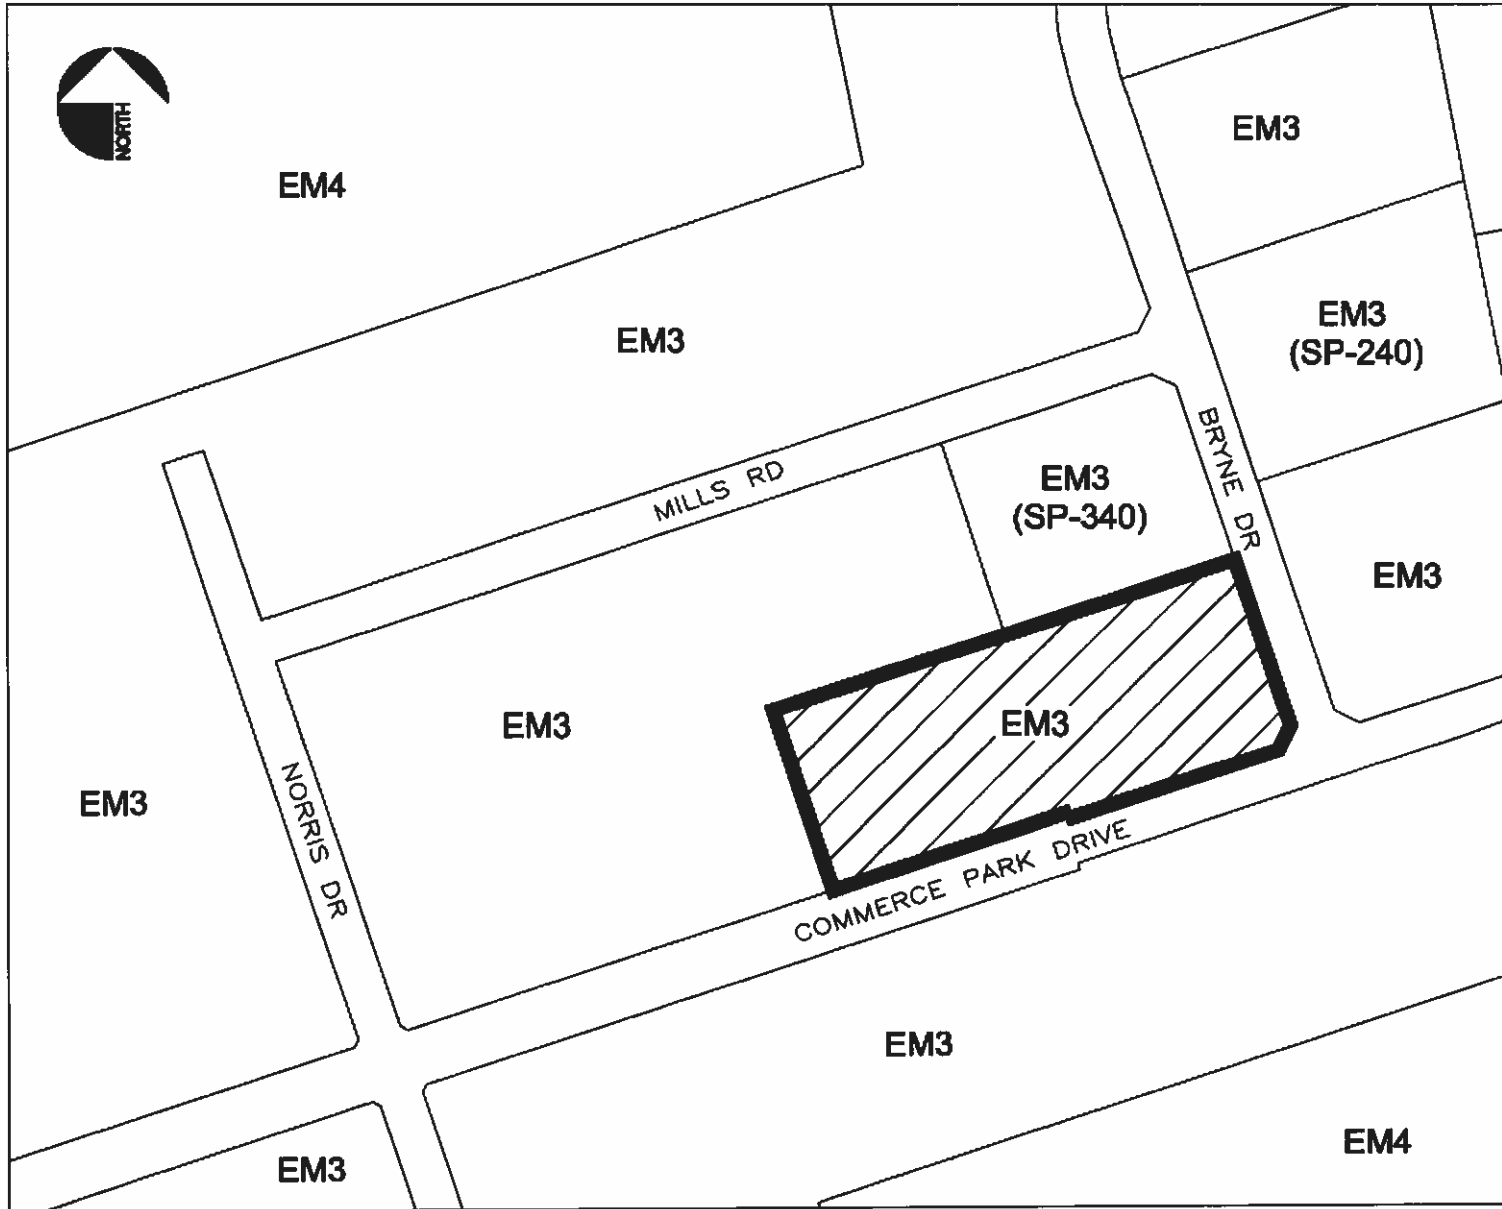 NORTH
EM3
EM4
EM3
(SP-240)
EM3
MILLS RD
BRYNE DR
EM3
(SP-340)
EM3
EM3
EM3
EM3
NORRIS DR
COMMERCE PARK DRIVE
EM3
EM4
EM3